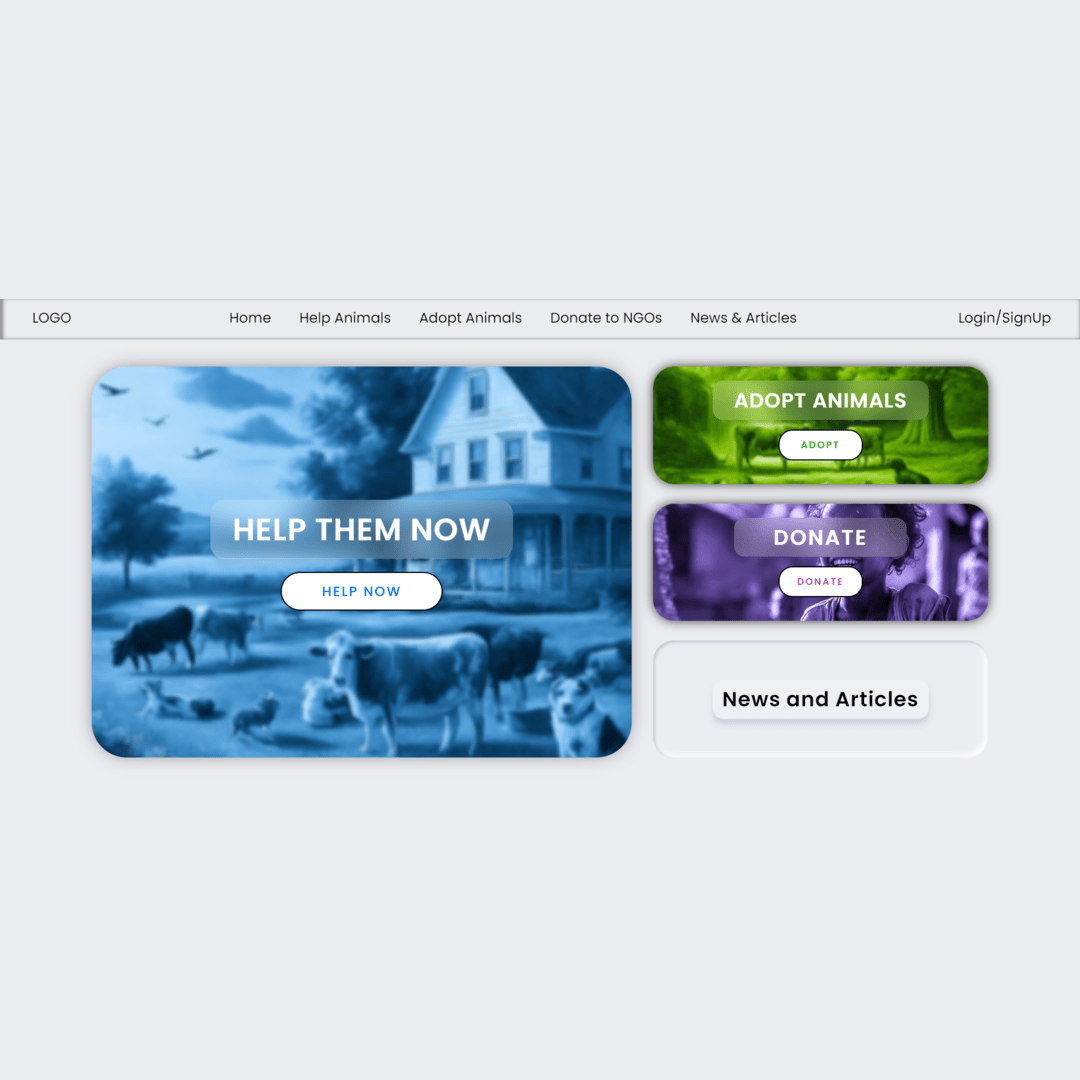 LOGO Home Help Animals Adopt Animals Donate to NGOs News & Articles Login/SignUp
HELP THEM NOW
HELP NOW
ADOPT ANIMALS
ADOPT
DONATE
DONATE
News and Articles